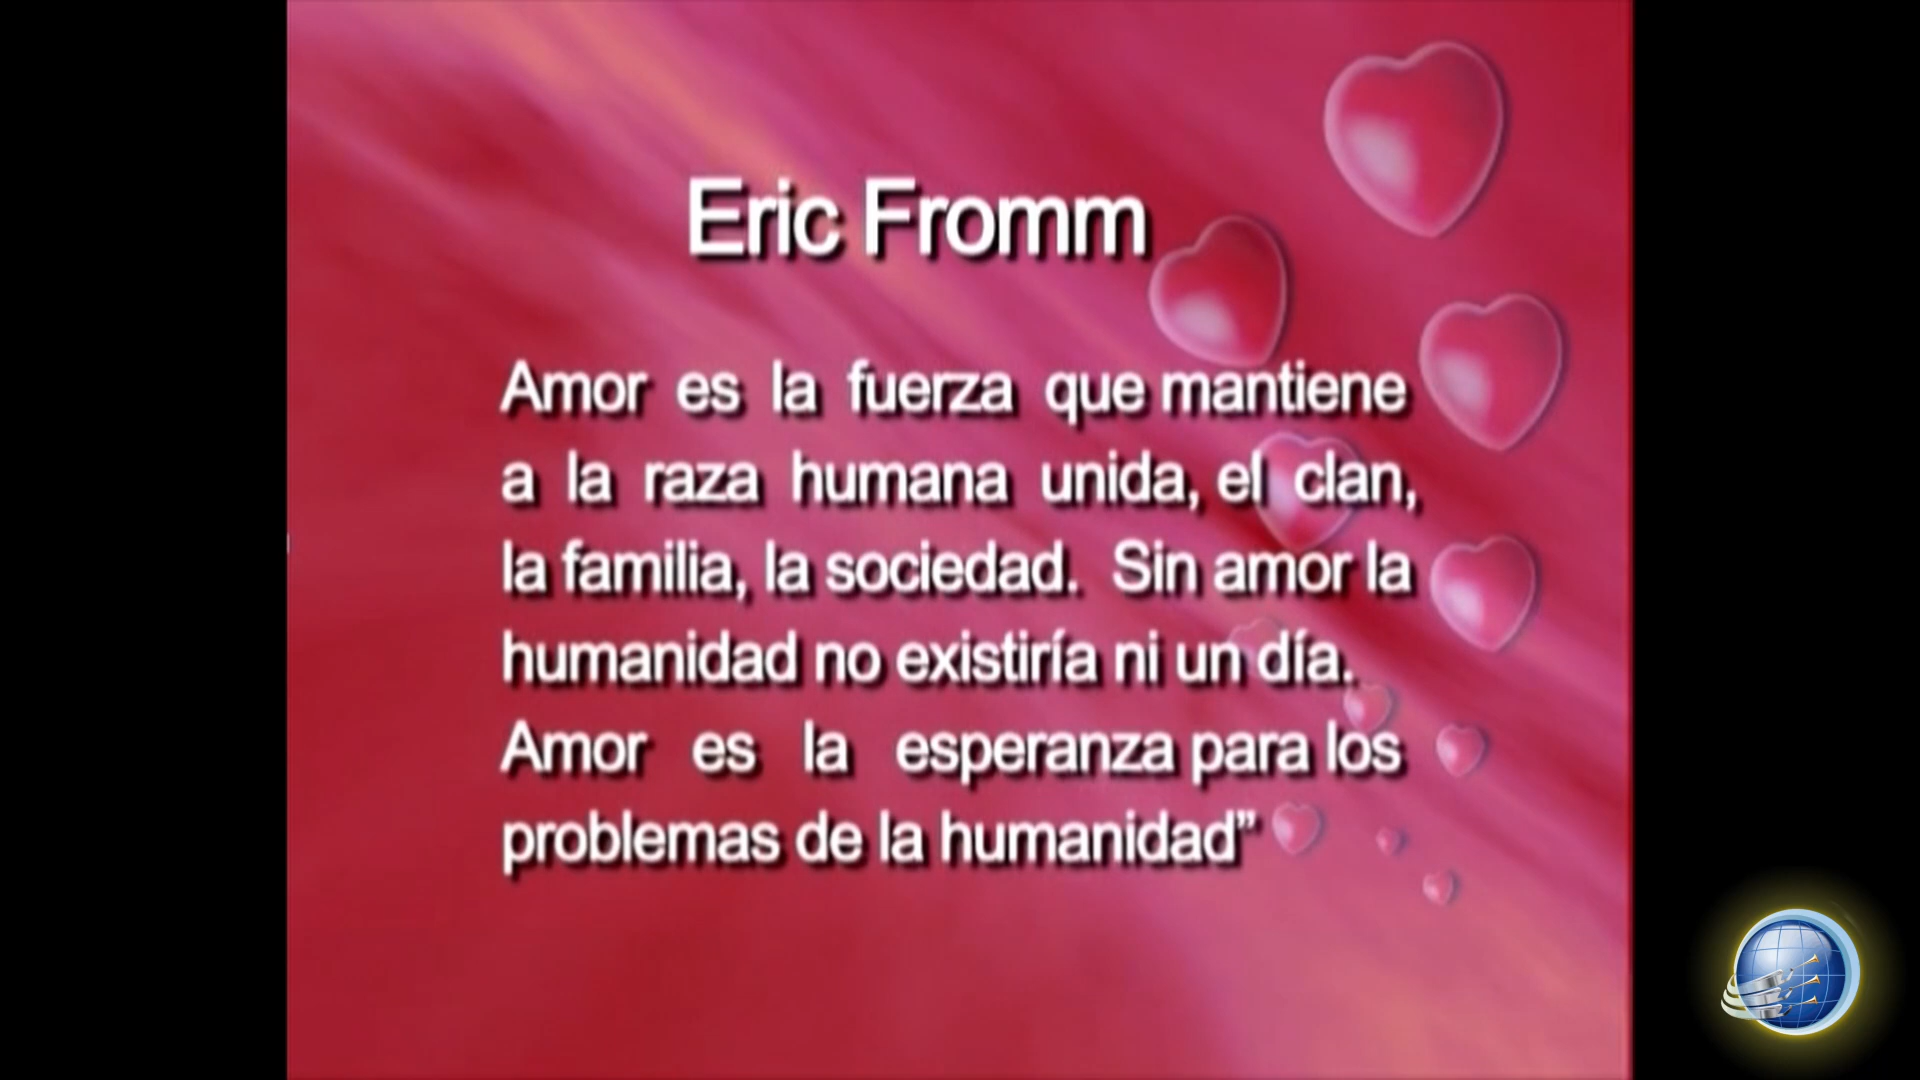 Eric Fromm
Amor es la fuerza que mantiene
a la raza humana unida, el clan,
la familia, la sociedad. Sin amor la
humanidad no existiría ni un día.
Amor es la esperanza para los
problemas de la humanidad”